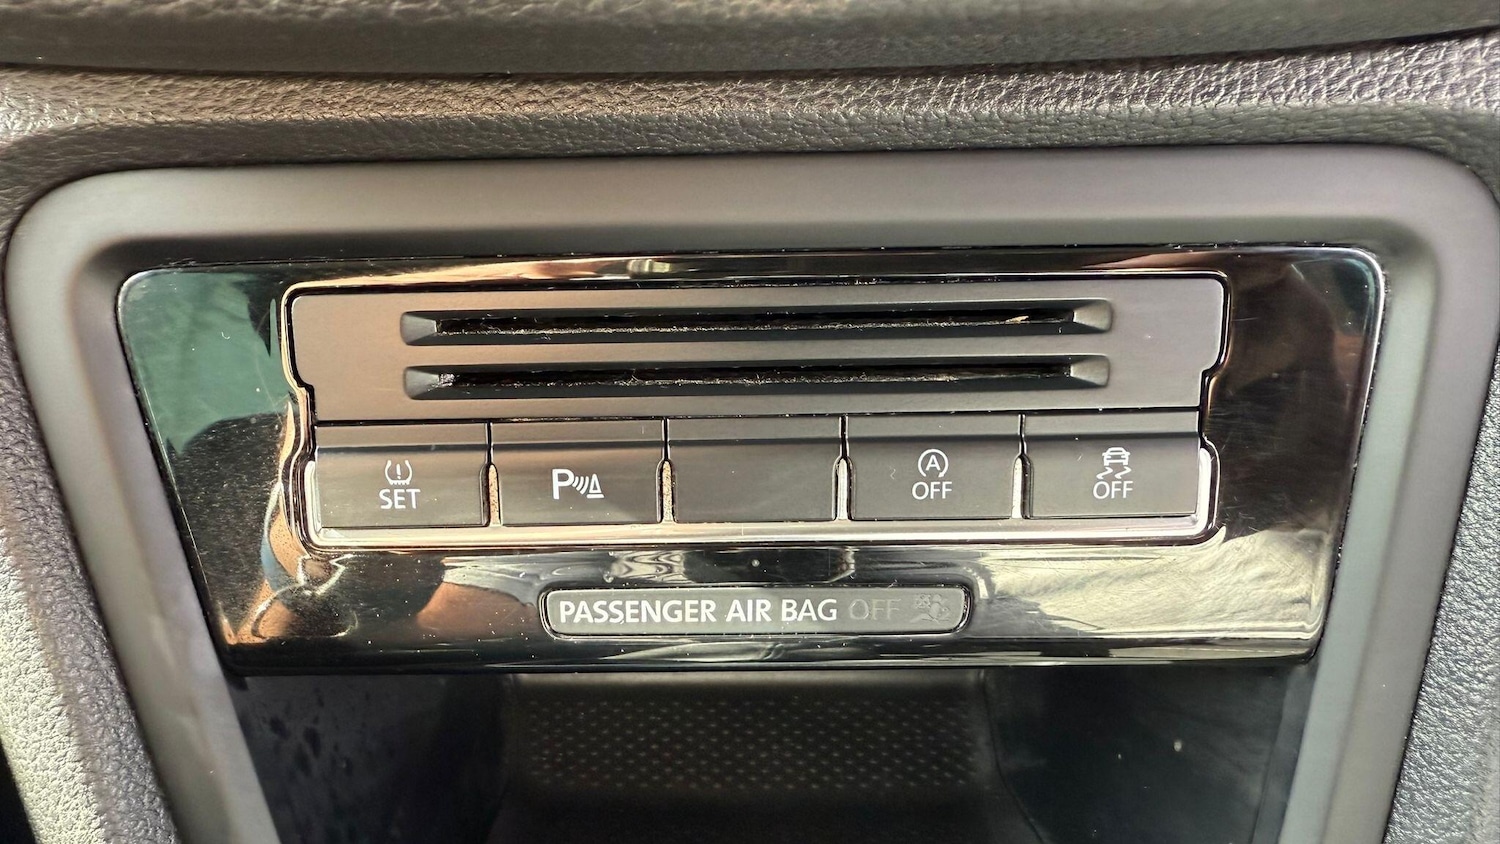 SET
P
A
OFF
OFF
PASSENGER AIR BAG OFF